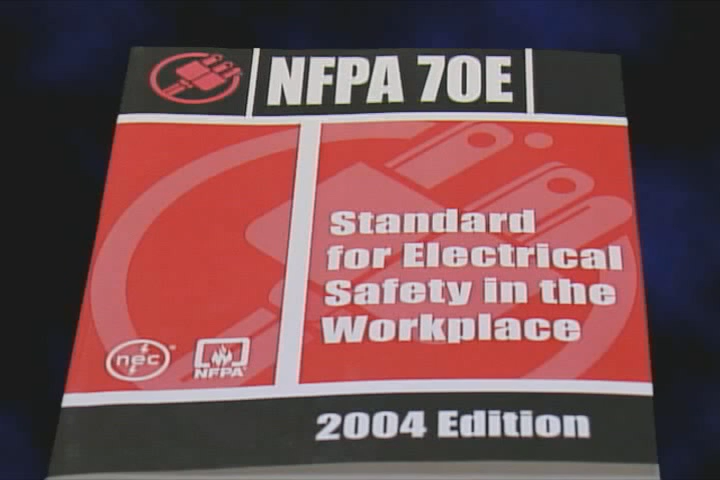 NFPA 70E
Standard
for Electrical
Safety in the
Workplace
nec
NFPA
2004 Edition